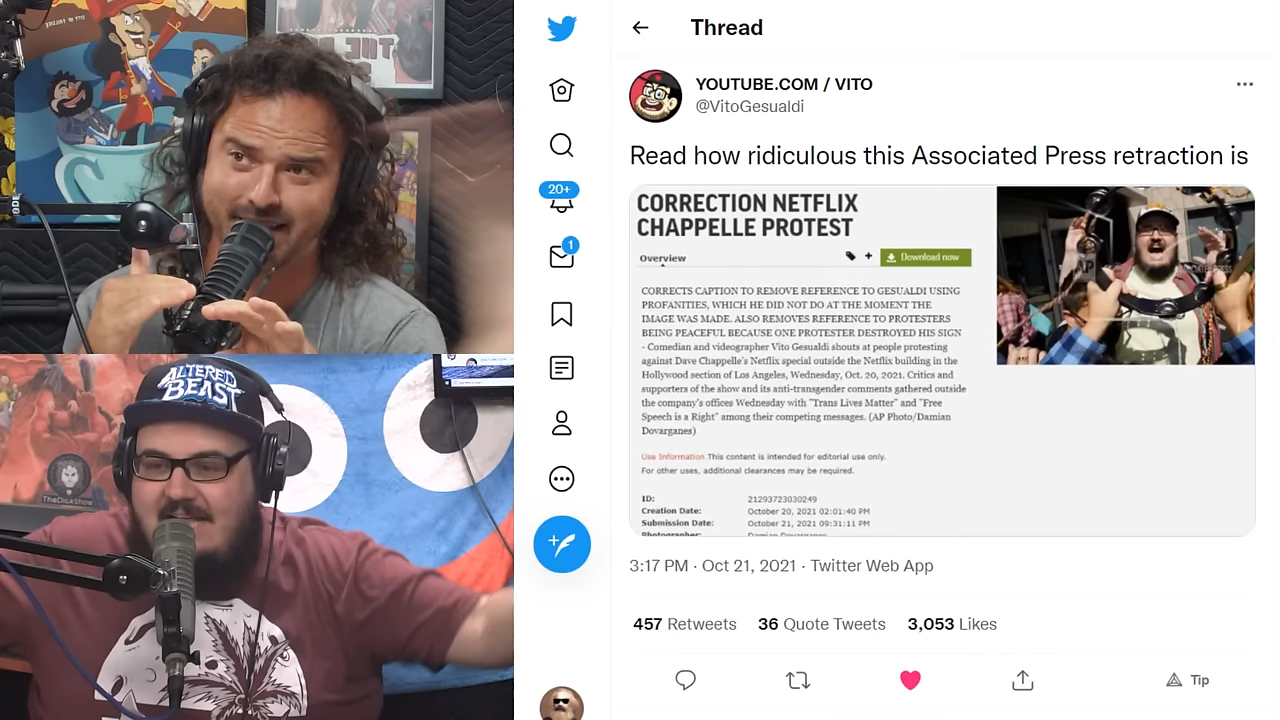 ALTERED
BEAST
TheDickShow
20+
1
Thread
YOUTUBE.COM / VITO
@VitoGesualdi
Read how ridiculous this Associated Press retraction is
CORRECTION NETFLIX
CHAPPELLE PROTEST
Overview
Download now
CORRECTS CAPTION TO REMOVE REFERENCE TO GESUALDI USING
PROFANITIES, WHICH HE DID NOT DO AT THE MOMENT THE
IMAGE WAS MADE. ALSO REMOVES REFERENCE TO PROTESTERS
BEING PEACEFUL BECAUSE ONE PROTESTER DESTROYED HIS SIGN
- Comedian and videographer Vito Gesualdi shouts at people protesting
against Dave Chappelle's Netflix special outside the Netflix building in the
Hollywood section of Los Angeles, Wednesday, Oct. 20, 2021. Critics and
supporters of the show and its anti-transgender comments gathered outside
the company's offices Wednesday with "Trans Lives Matter" and "Free
Speech is a Right" among their competing messages. (AP Photo/Damian
Dovarganes)
Use Information This content is intended for editorial use only.
For other uses, additional clearances may be required.
ID: 21293723030249
Creation Date: October 20, 2021 02:01:40 PM
Submission Date: October 21, 2021 09:31:11 PM
AP
3:17 PM · Oct 21, 2021 · Twitter Web App
457 Retweets 36 Quote Tweets 3,053 Likes
Tip